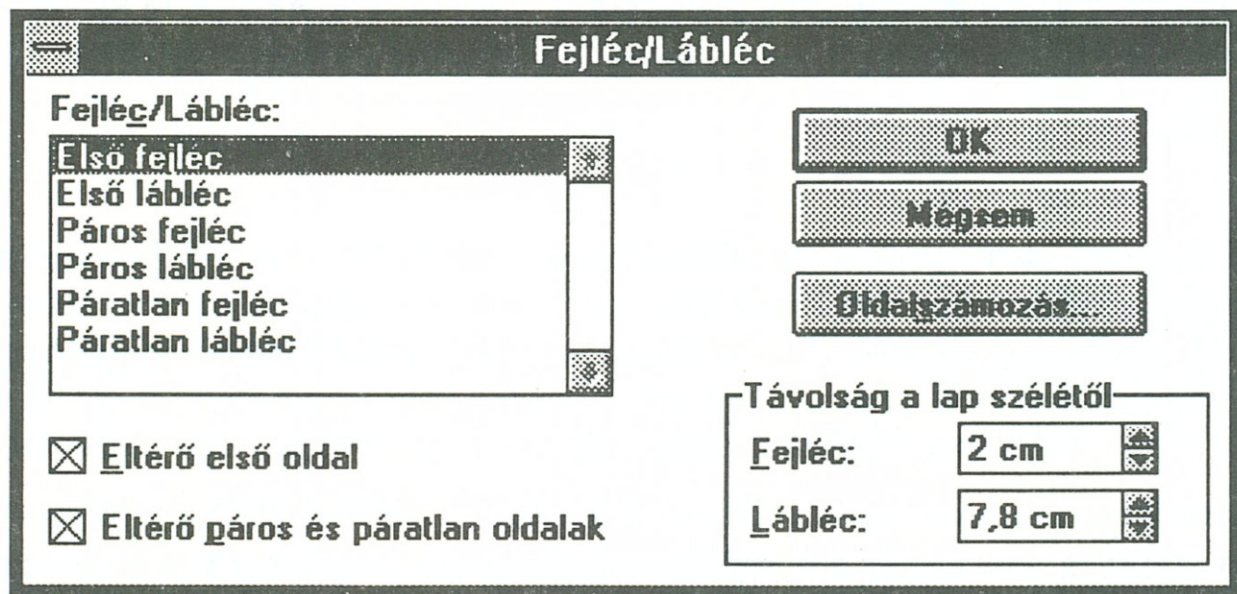 Fejléc/Lábléc
Fejléc/Lábléc:
Első fejléc
Első lábléc
Páros fejléc
Páros lábléc
Páratlan fejléc
Páratlan lábléc
Eltérő első oldal
Eltérő páros és páratlan oldalak
OK
Mégsem
Oldalszámozás...
Távolság a lap szélétől
Fejléc: 2 cm
Lábléc: 7,8 cm